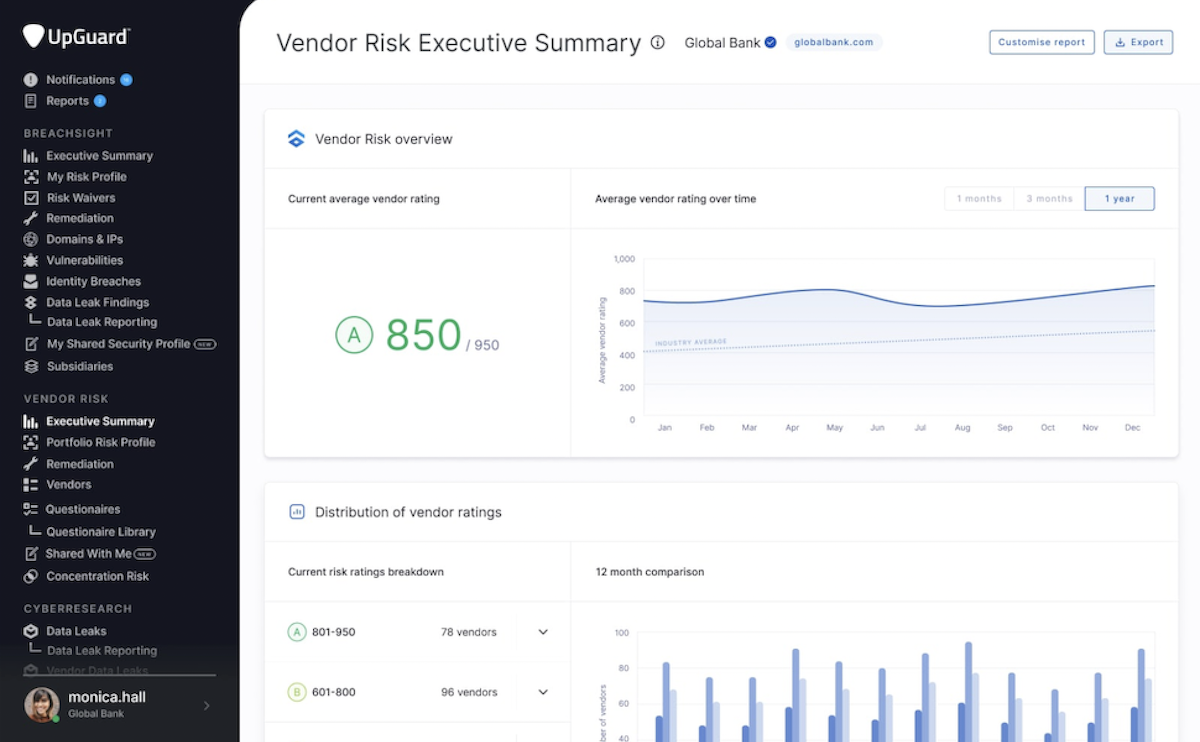 UpGuard
Notifications
Reports
BREACHSIGHT
Executive Summary
My Risk Profile
Risk Waivers
Remediation
Domains & IPs
Vulnerabilities
Identity Breaches
Data Leak Findings
Data Leak Reporting
My Shared Security Profile NEW
Subsidiaries
VENDOR RISK
Executive Summary
Portfolio Risk Profile
Remediation
Vendors
Questionaires
Questionaire Library
Shared With Me NEW
Concentration Risk
CYBERRESEARCH
Data Leaks
Data Leak Reporting
Vendor Data Leaks
monica.hall
Global Bank
Vendor Risk Executive Summary
Global Bank
globalbank.com
Customise report
Export
Vendor Risk overview
Current average vendor rating
A 850 / 950
Average vendor rating over time
1 months 3 months 1 year
Average vendor rating
1,000
800
600
400
200
0
INDUSTRY AVERAGE
Jan Feb Mar Apr May Jun Jul Aug Sep Oct Nov Dec
Distribution of vendor ratings
Current risk ratings breakdown
A 801-950 78 vendors
B 601-800 96 vendors
12 month comparison
ber of vendors
100
80
60
40